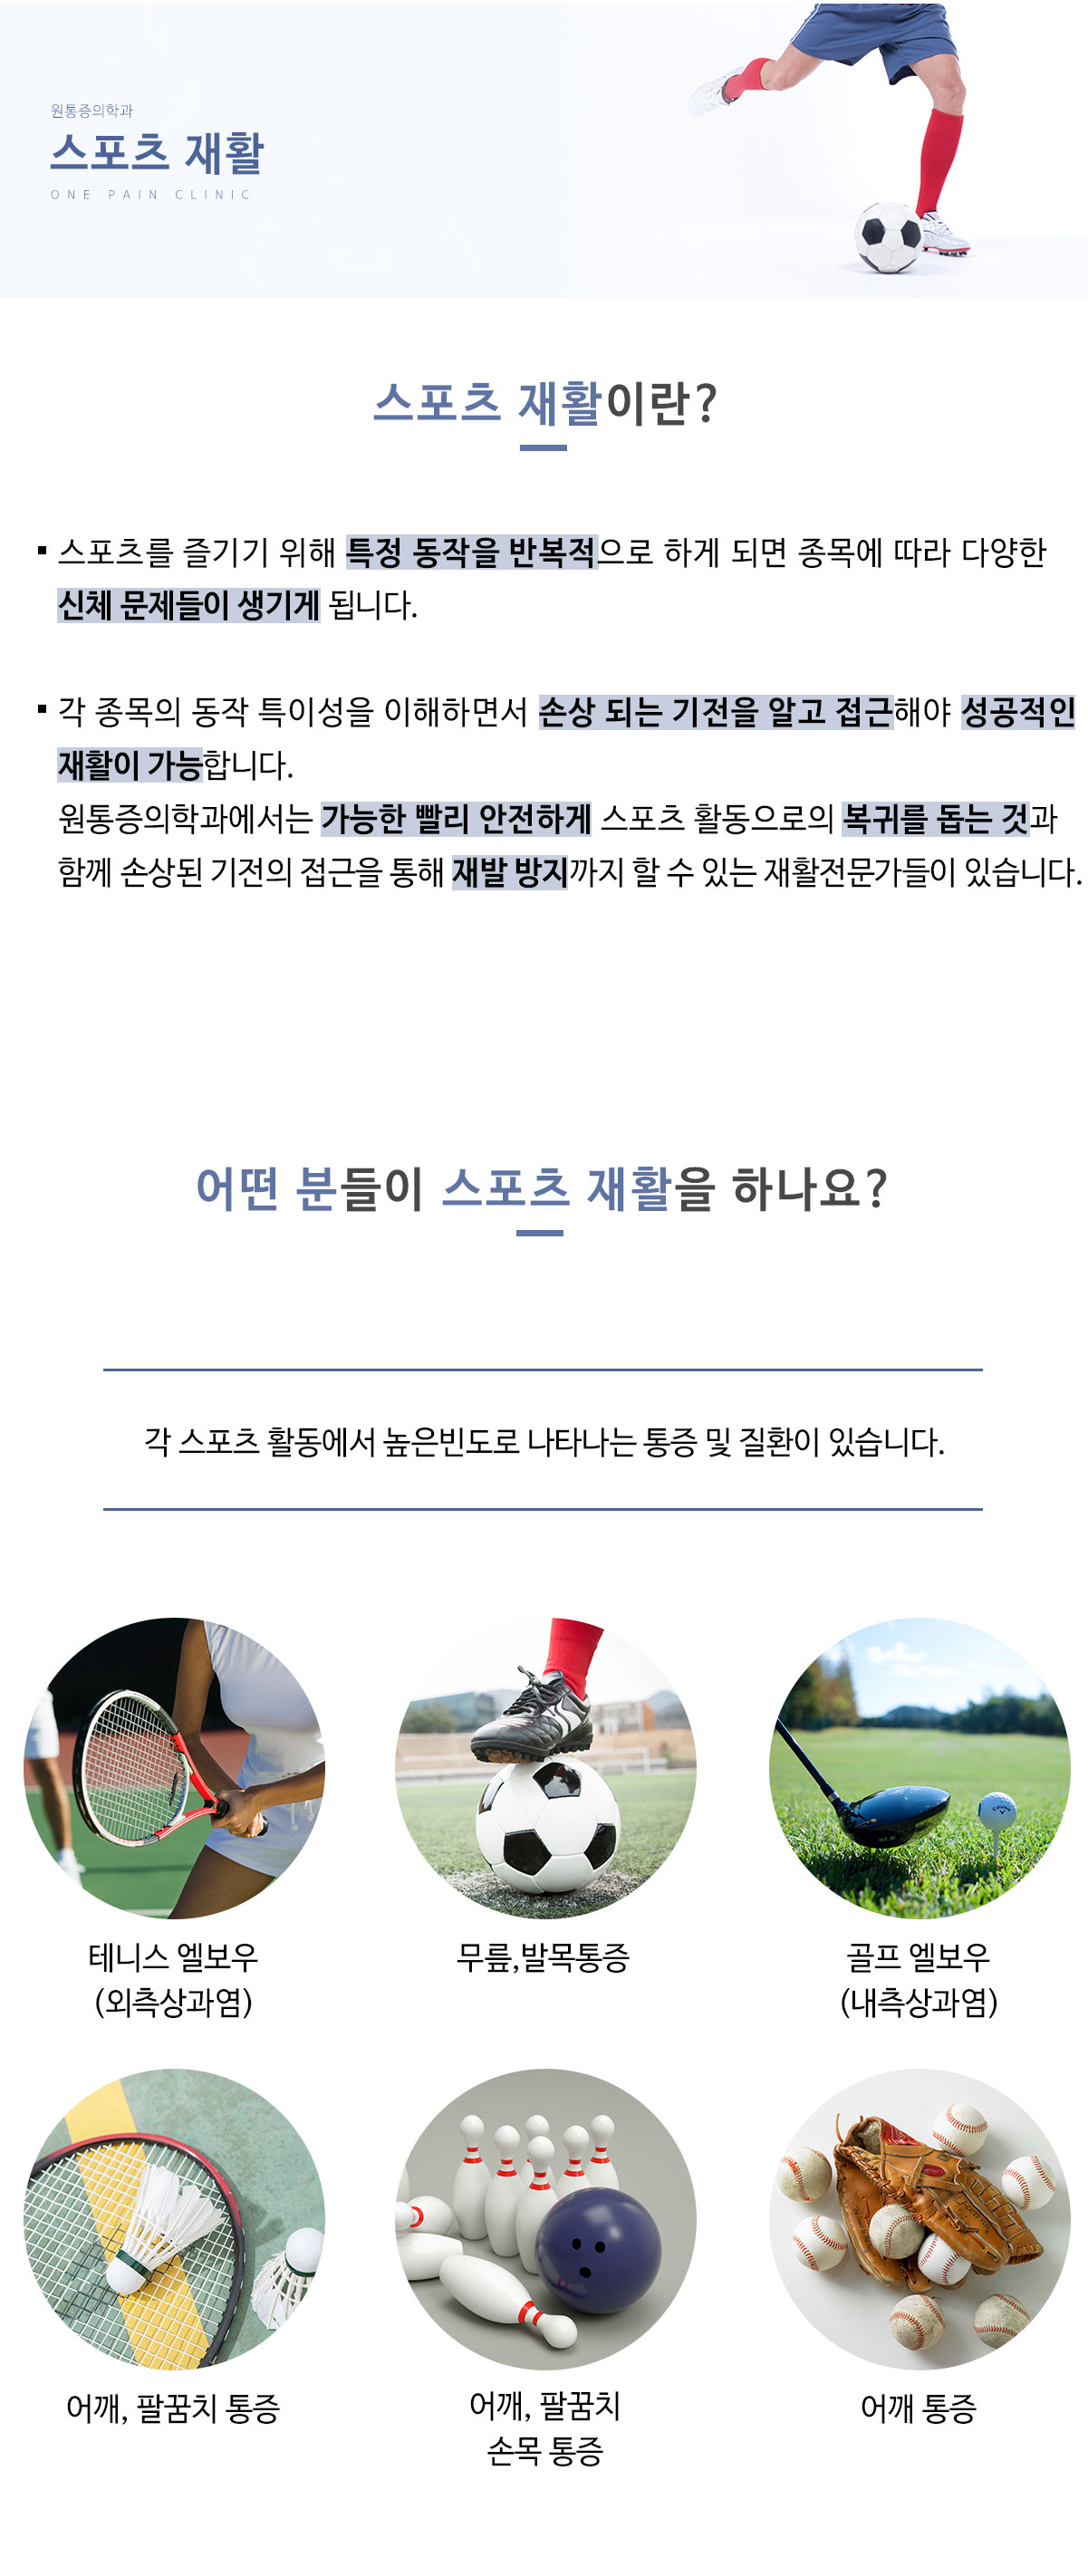 원통증의학과
스포츠 재활
ONE PAIN CLINIC
스포츠 재활이란?
▪ 스포츠를 즐기기 위해 특정 동작을 반복적으로 하게 되면 종목에 따라 다양한
신체 문제들이 생기게 됩니다.
▪ 각 종목의 동작 특이성을 이해하면서 손상 되는 기전을 알고 접근해야 성공적인
재활이 가능합니다.
원통증의학과에서는 가능한 빨리 안전하게 스포츠 활동으로의 복귀를 돕는 것과
함께 손상된 기전의 접근을 통해 재발 방지까지 할 수 있는 재활전문가들이 있습니다.
어떤 분들이 스포츠 재활을 하나요?
각 스포츠 활동에서 높은빈도로 나타나는 통증 및 질환이 있습니다.
테니스 엘보우
(외측상과염)
무릎,발목통증
골프 엘보우
(내측상과염)
어깨, 팔꿈치 통증
어깨, 팔꿈치
손목 통증
어깨 통증